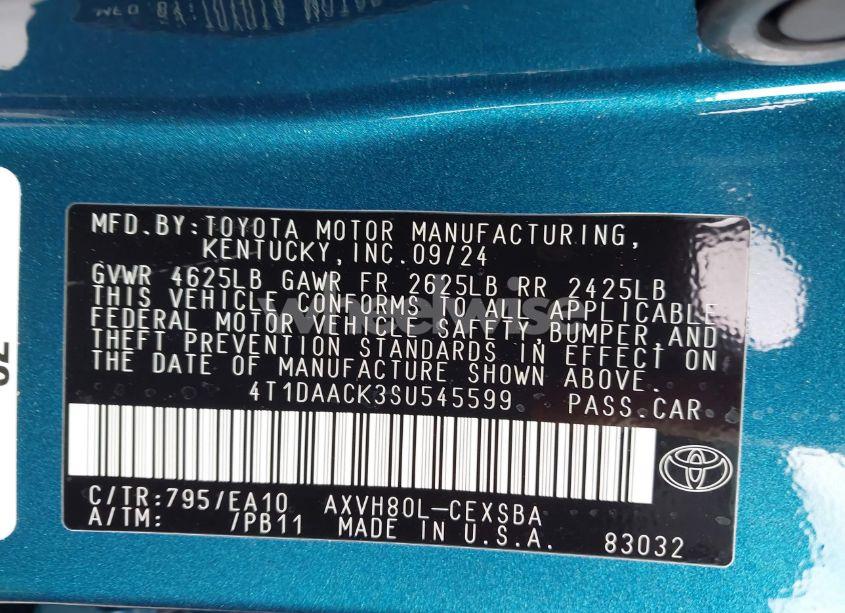 MFD.BY:TOYOTA MOTOR MANUFACTURING,
KENTUCKY,INC.09/24
GVWR 4625LB GAWR FR 2625LB RR 2425LB
THIS VEHICLE CONFORMS TO ALL APPLICABLE
FEDERAL MOTOR VEHICLE SAFETY,BUMPER,AND
THEFT PREVENTION STANDARDS IN EFFECT ON
THE DATE OF MANUFACTURE SHOWN ABOVE.
4T1DAACK3SU545599 PASS.CAR
C/TR:795/EA10 AXVH80L-CEXSBA
A/TM: /PB11 MADE IN U.S.A. 83032
wheelwise